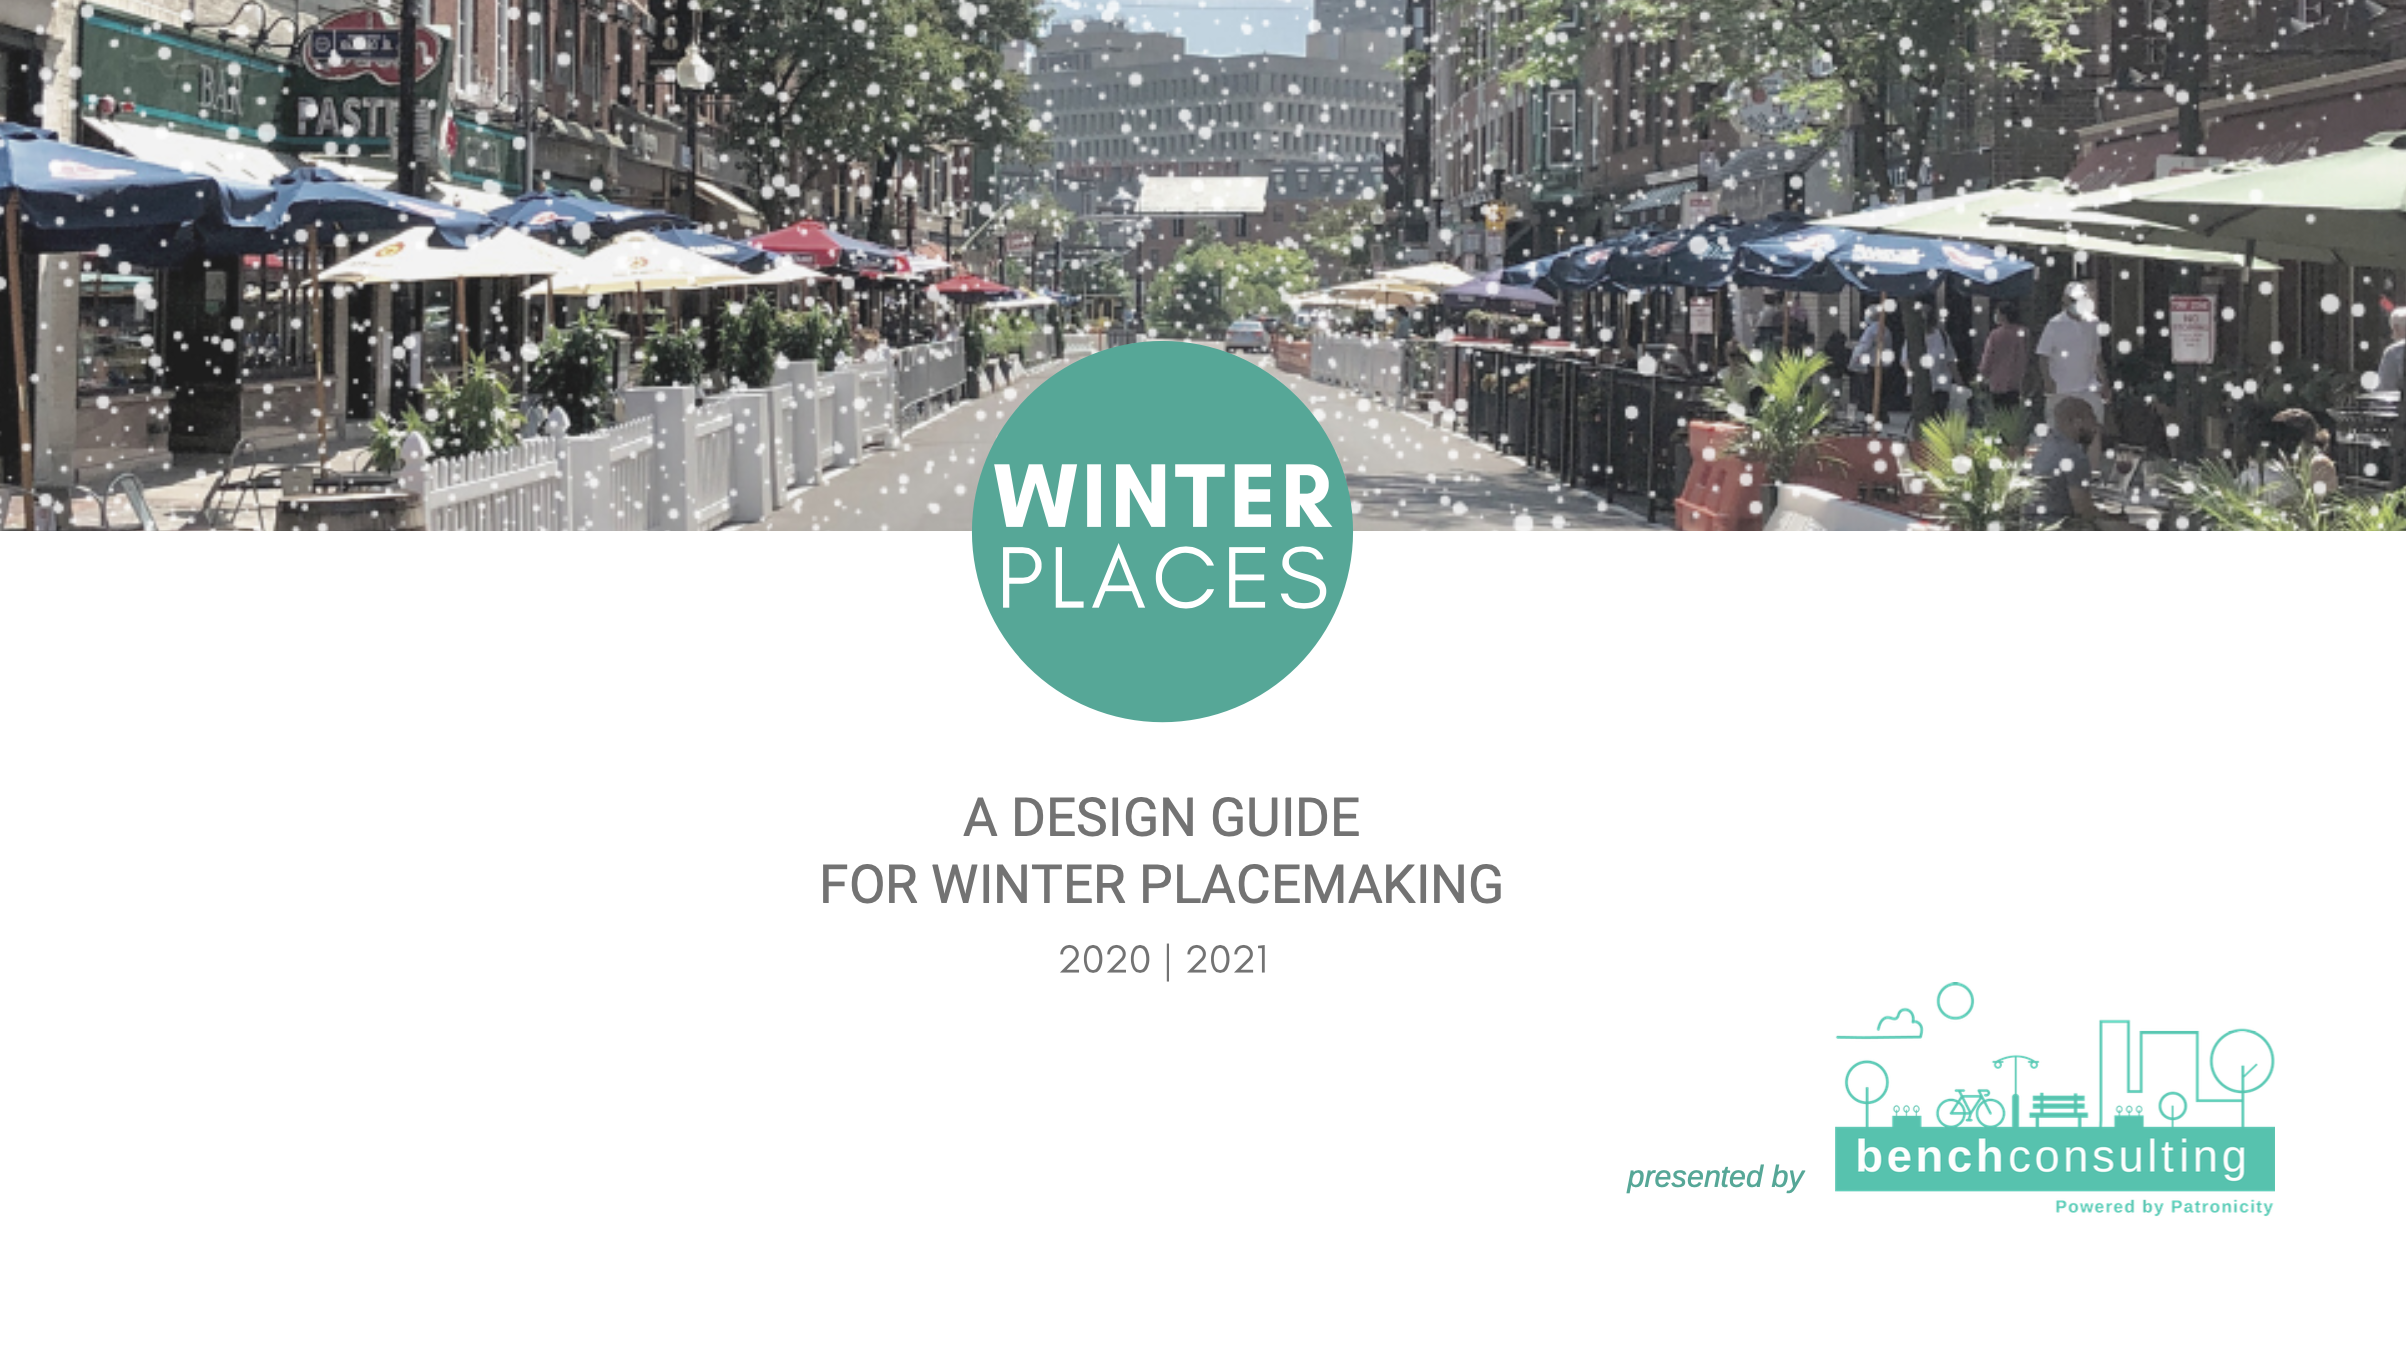 BAR
WINTER
PLACES
A DESIGN GUIDE
FOR WINTER PLACEMAKING
2020 | 2021
presented by
benchconsulting
Powered by Patronicity